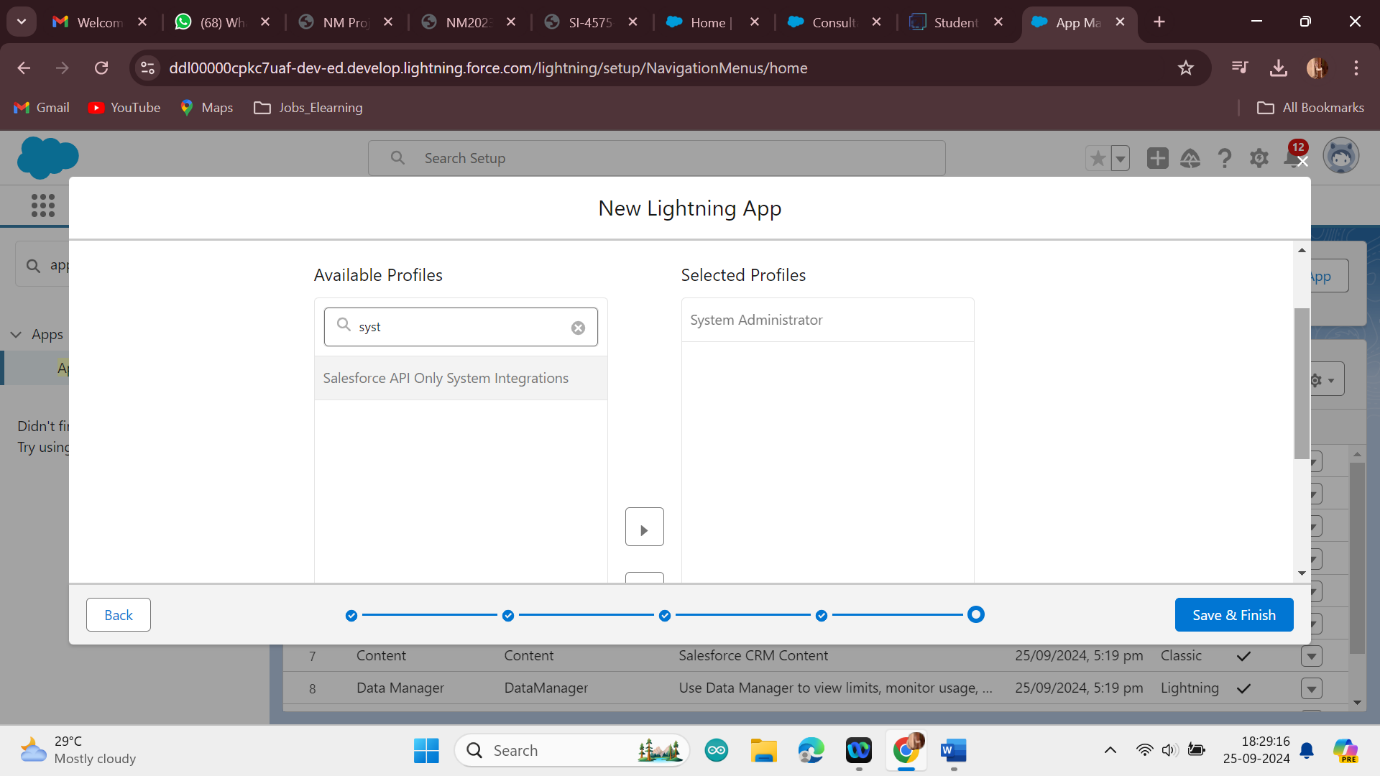 Welcom
(68) Wha
NM Pro
NM202
SI-4575
Home |
Consult
Student
App Ma
ddl00000cpkc7uaf-dev-ed.develop.lightning.force.com/lightning/setup/NavigationMenus/home
Gmail
YouTube
Maps
Jobs_Elearning
All Bookmarks
Search Setup
12
New Lightning App
app
App
Available Profiles
Selected Profiles
syst
System Administrator
Apps
Ap
Salesforce API Only System Integrations
Didn't fi
Try using
Back
Save & Finish
7 Content Content Salesforce CRM Content 25/09/2024, 5:19 pm Classic
8 Data Manager DataManager Use Data Manager to view limits, monitor usage, ... 25/09/2024, 5:19 pm Lightning
29°C
Mostly cloudy
Search
18:29:16
25-09-2024
PRE